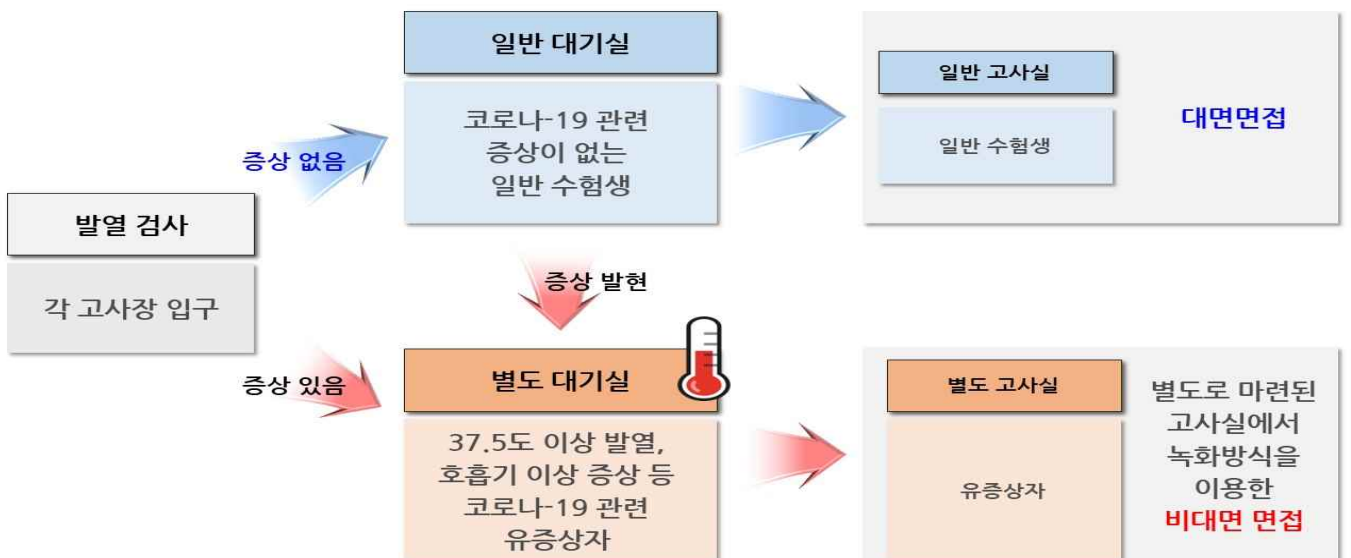 발열 검사
각 고사장 입구
증상 없음
일반 대기실
코로나-19 관련
증상이 없는
일반 수험생
일반 고사실
일반 수험생
대면면접
증상 발현
증상 있음
별도 대기실
37.5도 이상 발열,
호흡기 이상 증상 등
코로나-19 관련
유증상자
별도 고사실
유증상자
별도로 마련된
고사실에서
녹화방식을
이용한
비대면 면접